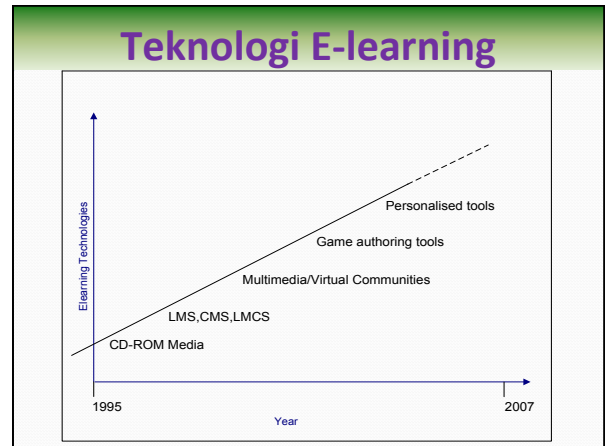 Teknologi E-learning
Elearning Technologies
Personalised tools
Game authoring tools
Multimedia/Virtual Communities
LMS,CMS,LMCS
CD-ROM Media
1995
2007
Year